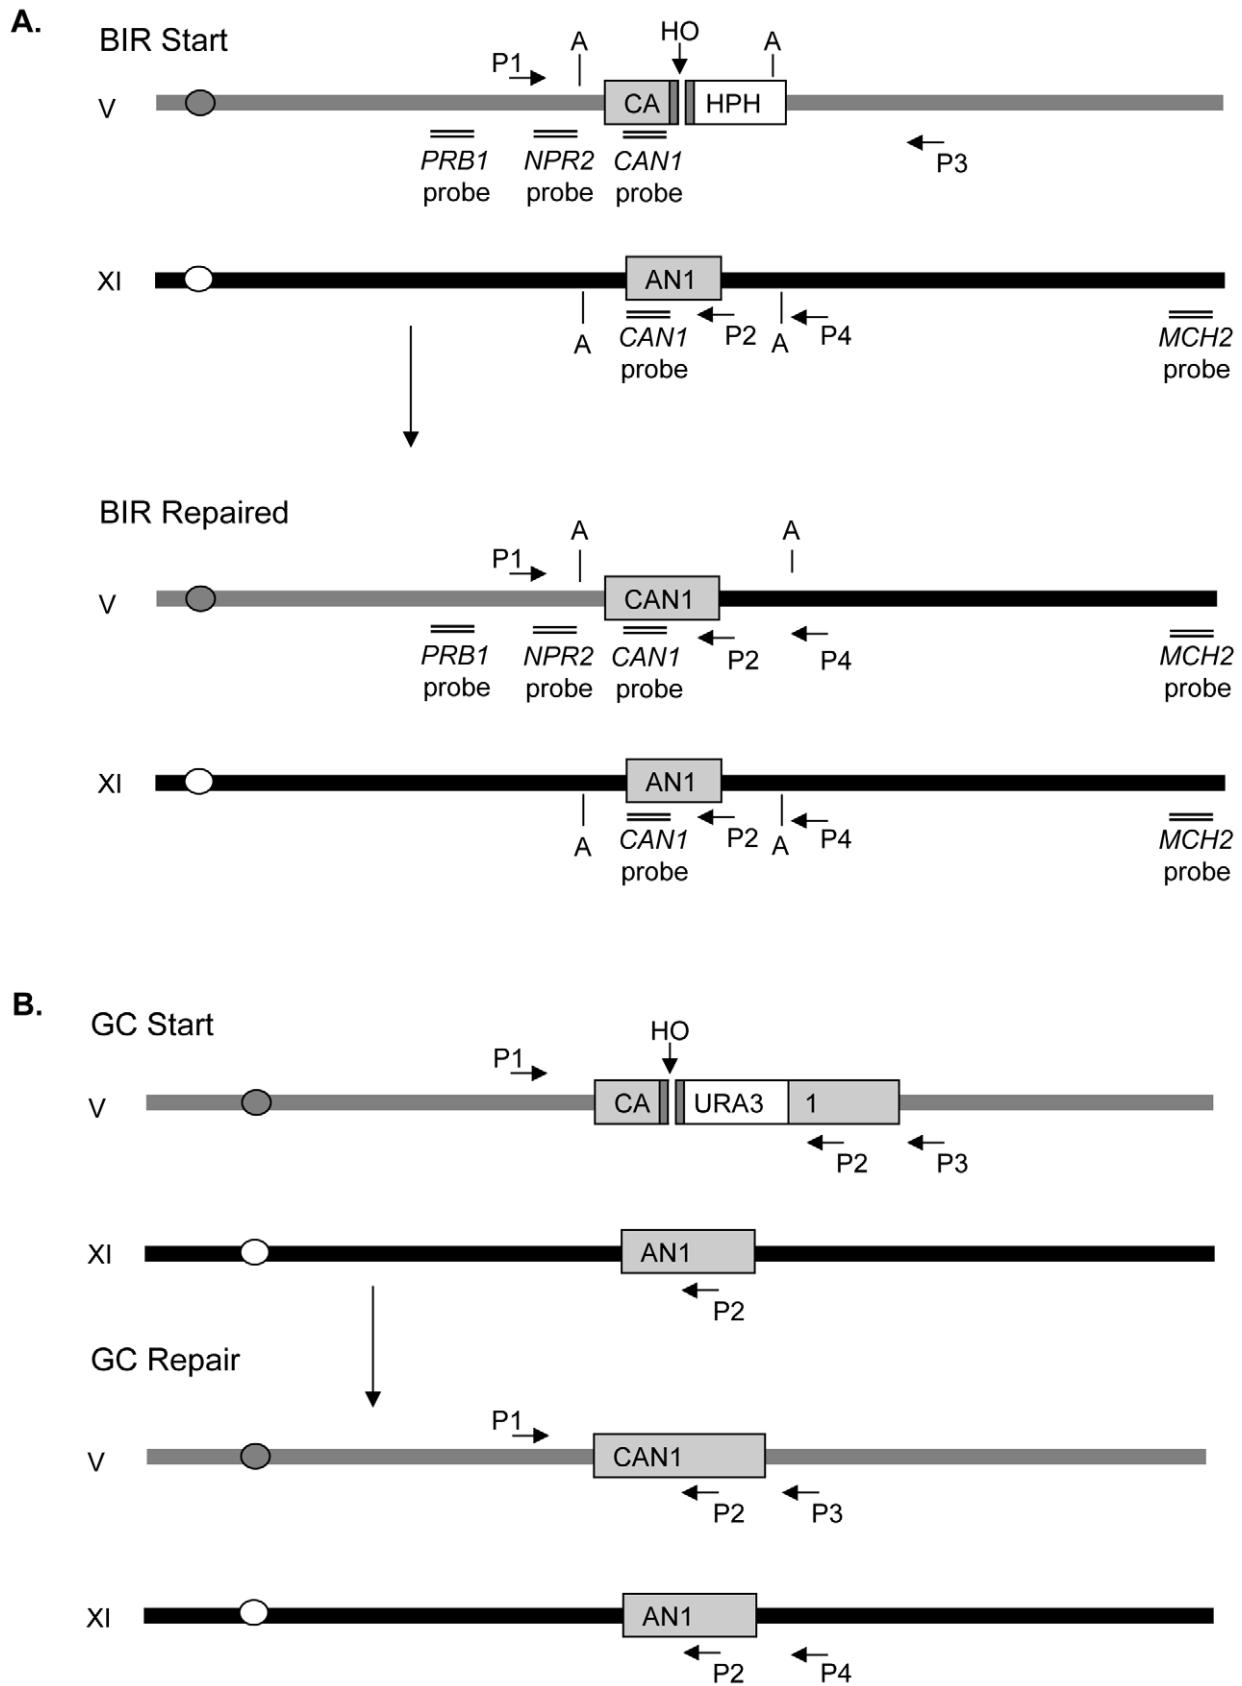 A.
BIR Start
HO
A
A
P1
V
CA
HPH
PRB1 probe
NPR2 probe
CAN1 probe
P3
XI
AN1
A
CAN1 probe
P2
A
P4
MCH2 probe
BIR Repaired
A
A
P1
V
CAN1
PRB1 probe
NPR2 probe
CAN1 probe
P2
P4
MCH2 probe
XI
AN1
A
CAN1 probe
P2
A
P4
MCH2 probe
B.
GC Start
HO
P1
V
CA
URA3
1
P2
P3
XI
AN1
P2
GC Repair
P1
V
CAN1
P2
P3
XI
AN1
P2
P4